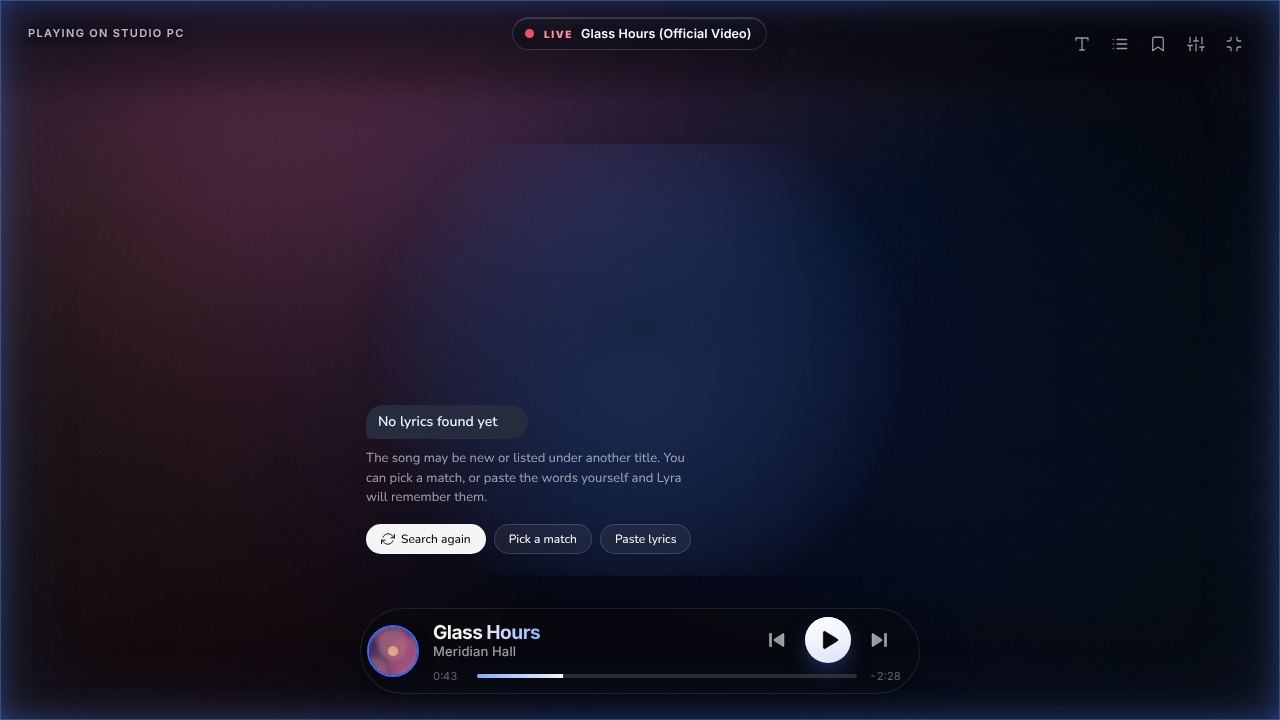 PLAYING ON STUDIO PC
LIVE Glass Hours (Official Video)
No lyrics found yet
The song may be new or listed under another title. You
can pick a match, or paste the words yourself and Lyra
will remember them.
Search again
Pick a match
Paste lyrics
Glass Hours
Meridian Hall
0:43
-2:28